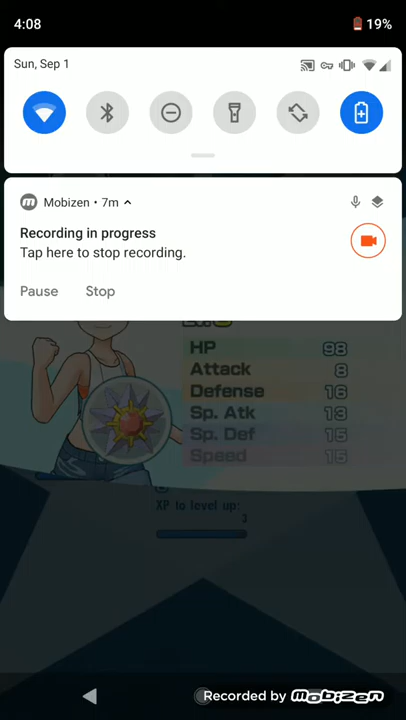 4:08
19%
Sun, Sep 1
Mobizen • 7m
Recording in progress
Tap here to stop recording.
Pause
Stop
HP 98
Attack 8
Defense 16
Sp. Atk 13
Sp. Def 15
Speed 15
XP to level up:
3
Recorded by mobizen